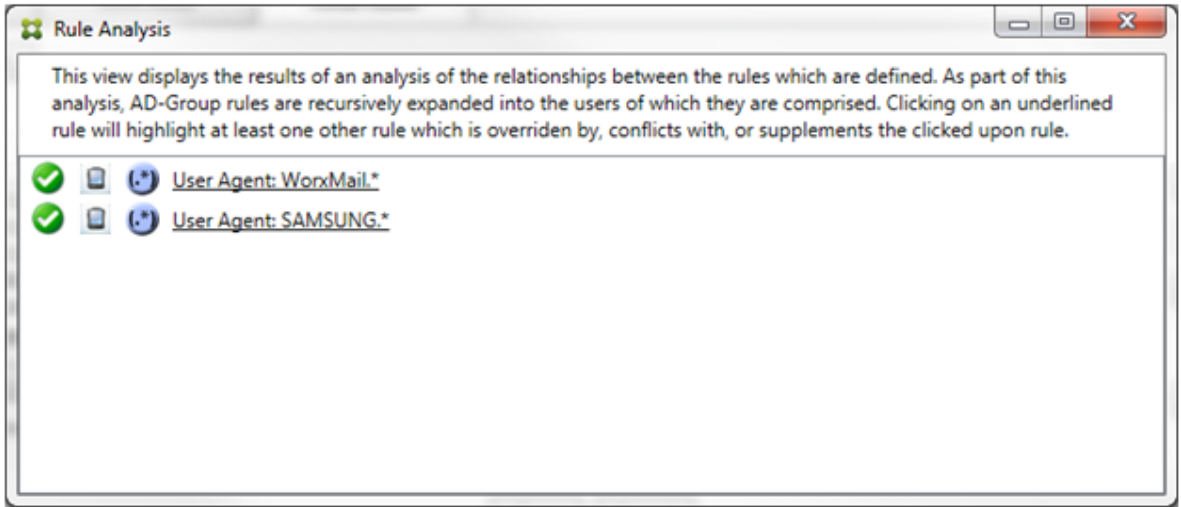 Rule Analysis
This view displays the results of an analysis of the relationships between the rules which are defined. As part of this
analysis, AD-Group rules are recursively expanded into the users of which they are comprised. Clicking on an underlined
rule will highlight at least one other rule which is overriden by, conflicts with, or supplements the clicked upon rule.
(.*) User Agent: WorxMail.*
(.*) User Agent: SAMSUNG.*